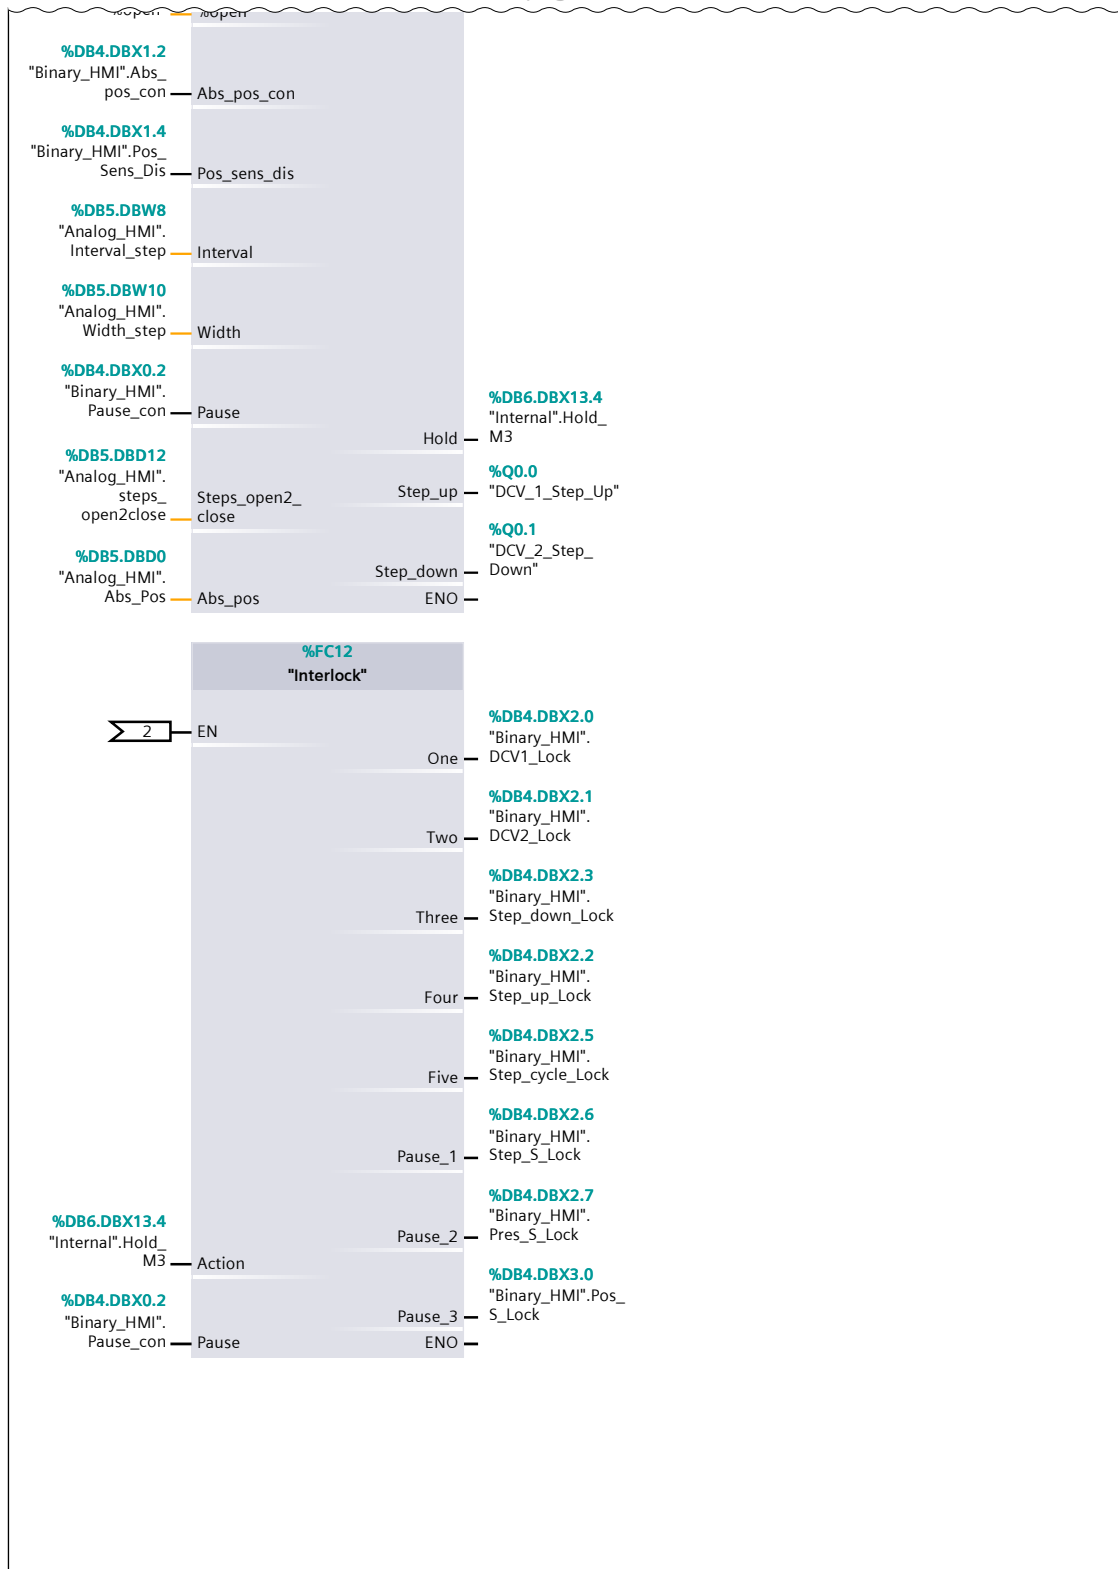 %open
%DB4.DBX1.2
"Binary_HMI".Abs_
pos_con
Abs_pos_con
%DB4.DBX1.4
"Binary_HMI".Pos_
Sens_Dis
Pos_sens_dis
%DB5.DBW8
"Analog_HMI".
Interval_step
Interval
%DB5.DBW10
"Analog_HMI".
Width_step
Width
%DB4.DBX0.2
"Binary_HMI".
Pause_con
Pause
%DB6.DBX13.4
"Internal".Hold_
M3
Hold
%DB5.DBD12
"Analog_HMI".
steps_
open2close
Steps_open2_
close
%Q0.0
"DCV_1_Step_Up"
Step_up
%Q0.1
"DCV_2_Step_
Down"
Step_down
%DB5.DBD0
"Analog_HMI".
Abs_Pos
Abs_pos
ENO
%FC12
"Interlock"
2
EN
%DB4.DBX2.0
"Binary_HMI".
DCV1_Lock
One
%DB4.DBX2.1
"Binary_HMI".
DCV2_Lock
Two
%DB4.DBX2.3
"Binary_HMI".
Step_down_Lock
Three
%DB4.DBX2.2
"Binary_HMI".
Step_up_Lock
Four
%DB4.DBX2.5
"Binary_HMI".
Step_cycle_Lock
Five
%DB4.DBX2.6
"Binary_HMI".
Step_S_Lock
Pause_1
%DB4.DBX2.7
"Binary_HMI".
Pres_S_Lock
Pause_2
%DB6.DBX13.4
"Internal".Hold_
M3
Action
%DB4.DBX3.0
"Binary_HMI".Pos_
S_Lock
Pause_3
%DB4.DBX0.2
"Binary_HMI".
Pause_con
Pause
ENO